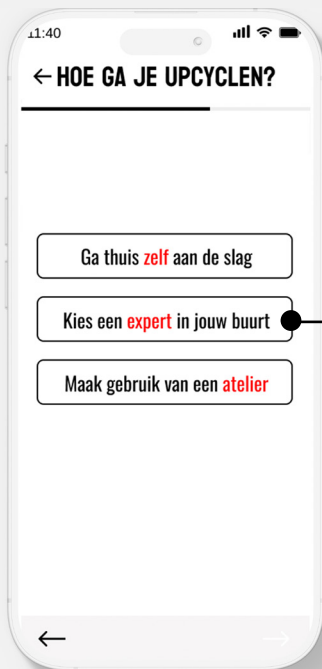 11:40
HOE GA JE UPCYCLEN?
Ga thuis zelf aan de slag
Kies een expert in jouw buurt
Maak gebruik van een atelier